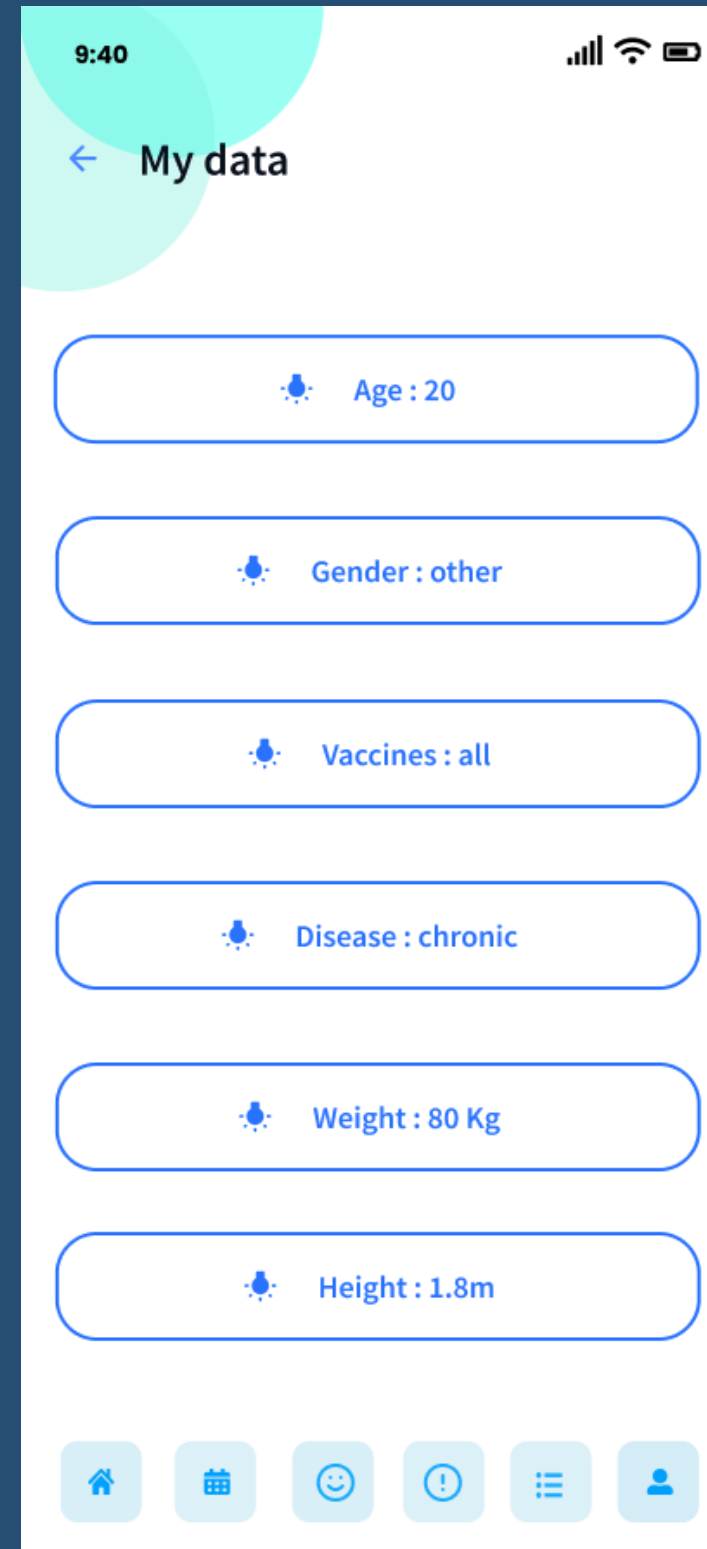 9:40
My data
Age : 20
Gender : other
Vaccines : all
Disease : chronic
Weight : 80 Kg
Height : 1.8m